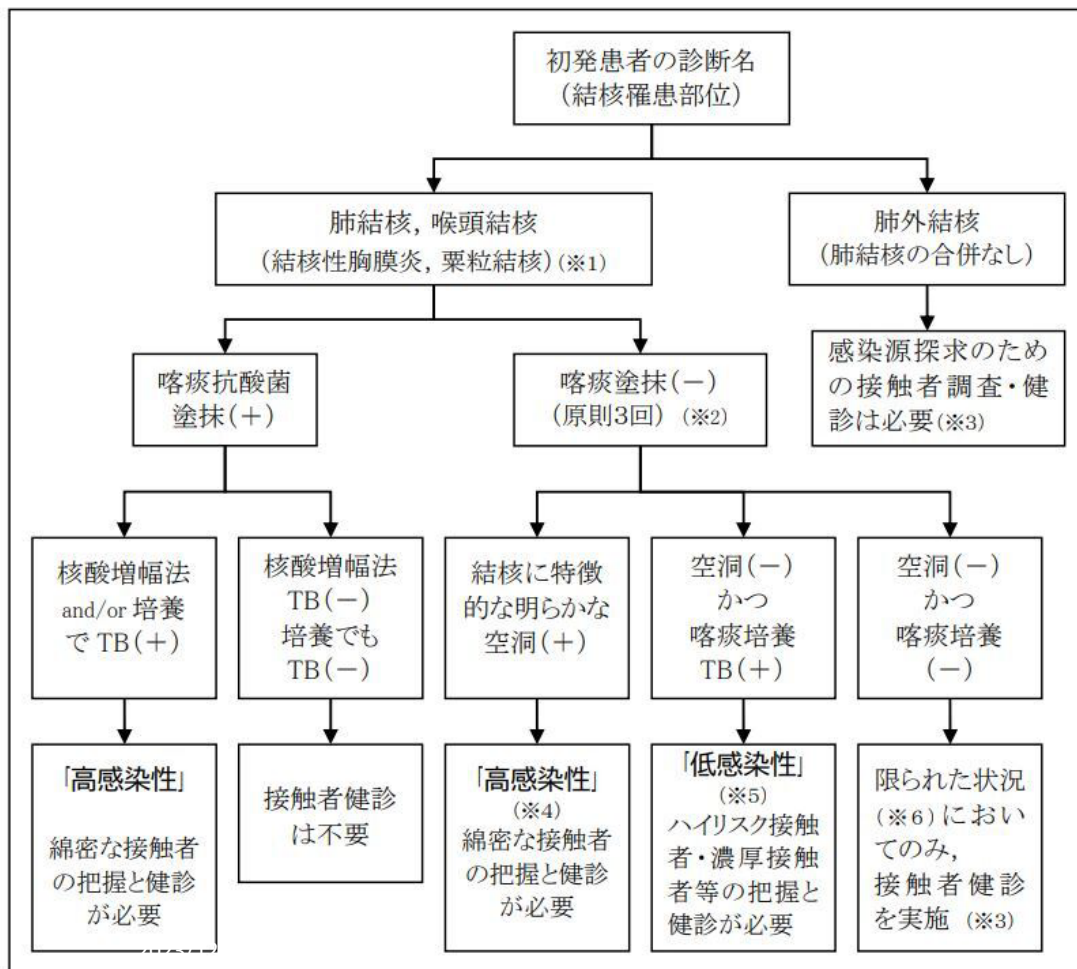 初発患者の診断名
(結核罹患部位)
肺結核, 喉頭結核
(結核性胸膜炎, 粟粒結核)(※1)
肺外結核
(肺結核の合併なし)
喀痰抗酸菌
塗抹(+)
喀痰塗抹(-)
(原則3回) (※2)
感染源探求のため
の接触者調査・健
診は必要(※3)
核酸増幅法
and/or 培養
で TB(+)
核酸増幅法
TB(-)
培養でも
TB(-)
結核に特徴
的な明らかな
空洞(+)
空洞(-)
かつ
喀痰培養
TB(+)
空洞(-)
かつ
喀痰培養
(-)
「高感染性」
綿密な接触者
の把握と健診
が必要
接触者健診
は不要
「高感染性」
(※4)
綿密な接触者
の把握と健診
が必要
「低感染性」
(※5)
ハイリスク接触
者・濃厚接触
者等の把握と
健診が必要
限られた状況
(※6)におい
てのみ,
接触者健診
を実施 (※3)